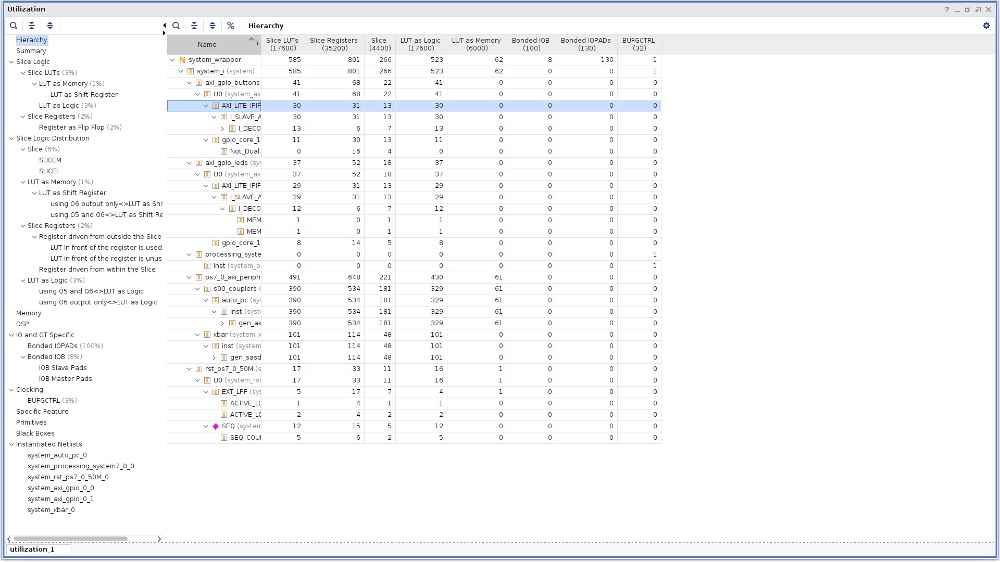 Utilization
Hierarchy
Hierarchy
Summary
Slice Logic
Slice LUTs (3%)
LUT as Memory (1%)
LUT as Shift Register
LUT as Logic (3%)
Slice Registers (2%)
Register as Flip Flop (2%)
Slice Logic Distribution
Slice (6%)
SLICEM
SLICEL
LUT as Memory (1%)
LUT as Shift Register
using O6 output only<>LUT as Shi
using O5 and O6<>LUT as Shift Re
Slice Registers (2%)
Register driven from outside the Slice
LUT in front of the register is used
LUT in front of the register is unus
Register driven from within the Slice
LUT as Logic (3%)
using O5 and O6<>LUT as Logic
using O6 output only<>LUT as Logic
Memory
DSP
IO and GT Specific
Bonded IOPADs (100%)
Bonded IOB (8%)
IOB Slave Pads
IOB Master Pads
Clocking
BUFGCTRL (3%)
Specific Feature
Primitives
Black Boxes
Instantiated Netlists
system_auto_pc_0
system_processing_system7_0_0
system_rst_ps7_0_50M_0
system_axi_gpio_0_0
system_axi_gpio_0_1
system_xbar_0
Name 1 Slice LUTs (17600) Slice Registers (35200) Slice (4400) LUT as Logic (17600) LUT as Memory (6000) Bonded IOB (100) Bonded IOPADs (130) BUFGCTRL (32)
N system_wrapper 585 801 266 523 62 8 130 1
system_i (system) 585 801 266 523 62 0 0 1
axi_gpio_buttons 41 68 22 41 0 0 0 0
U0 (system_ax 41 68 22 41 0 0 0 0
AXI_LITE_IPIF 30 31 13 30 0 0 0 0
I_SLAVE_A 30 31 13 30 0 0 0 0
I_DECO 13 6 7 13 0 0 0 0
gpio_core_1 11 30 13 11 0 0 0 0
Not_Dual. 0 16 4 0 0 0 0 0
axi_gpio_leds (sys 37 52 18 37 0 0 0 0
U0 (system_ax 37 52 18 37 0 0 0 0
AXI_LITE_IPIF 29 31 13 29 0 0 0 0
I_SLAVE_A 29 31 13 29 0 0 0 0
I_DECO 12 6 7 12 0 0 0 0
MEM 1 0 1 1 0 0 0 0
MEM 1 0 1 1 0 0 0 0
gpio_core_1 8 14 5 8 0 0 0 0
processing_syste 0 0 0 0 0 0 0 1
inst (system_p 0 0 0 0 0 0 0 1
ps7_0_axi_periph 491 648 221 430 61 0 0 0
s00_couplers ( 390 534 181 329 61 0 0 0
auto_pc (sys 390 534 181 329 61 0 0 0
inst (syst 390 534 181 329 61 0 0 0
gen_ax 390 534 181 329 61 0 0 0
xbar (system_x 101 114 48 101 0 0 0 0
inst (system 101 114 48 101 0 0 0 0
gen_sasd 101 114 48 101 0 0 0 0
rst_ps7_0_50M (s 17 33 11 16 1 0 0 0
U0 (system_rst 17 33 11 16 1 0 0 0
EXT_LPF (sys 5 17 7 4 1 0 0 0
ACTIVE_LO 1 4 1 1 0 0 0 0
ACTIVE_LO 2 4 2 2 0 0 0 0
SEQ (system 12 15 5 12 0 0 0 0
SEQ_COU 5 6 2 5 0 0 0 0
utilization_1